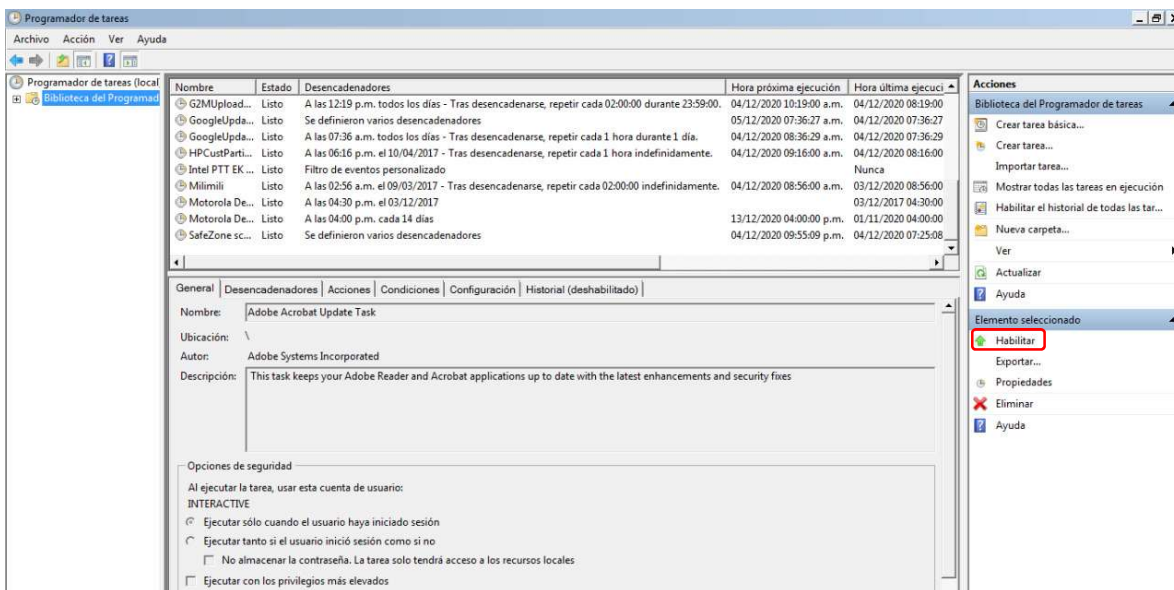 Programador de tareas
Archivo Acción Ver Ayuda
Programador de tareas (local
Biblioteca del Programad
Nombre Estado Desencadenadores Hora próxima ejecución Hora última ejecuci
G2MUpload... Listo A las 12:19 p.m. todos los días - Tras desencadenarse, repetir cada 02:00:00 durante 23:59:00. 04/12/2020 10:19:00 a.m. 04/12/2020 08:19:00
GoogleUpda... Listo Se definieron varios desencadenadores 05/12/2020 07:36:27 a.m. 04/12/2020 07:36:27
GoogleUpda... Listo A las 07:36 a.m. todos los días - Tras desencadenarse, repetir cada 1 hora durante 1 día. 04/12/2020 08:36:29 a.m. 04/12/2020 07:36:29
HPCustParti... Listo A las 06:16 p.m. el 10/04/2017 - Tras desencadenarse, repetir cada 1 hora indefinidamente. 04/12/2020 09:16:00 a.m. 04/12/2020 08:16:00
Intel PTT EK ... Listo Filtro de eventos personalizado Nunca
Milimili Listo A las 02:56 a.m. el 09/03/2017 - Tras desencadenarse, repetir cada 02:00:00 indefinidamente. 04/12/2020 08:56:00 a.m. 03/12/2020 08:56:00
Motorola De... Listo A las 04:30 p.m. el 03/12/2017 03/12/2017 04:30:00
Motorola De... Listo A las 04:00 p.m. cada 14 días 13/12/2020 04:00:00 p.m. 01/11/2020 04:00:00
SafeZone sc... Listo Se definieron varios desencadenadores 04/12/2020 09:55:09 p.m. 04/12/2020 07:25:08
General Desencadenadores Acciones Condiciones Configuración Historial (deshabilitado)
Nombre: Adobe Acrobat Update Task
Ubicación: \
Autor: Adobe Systems Incorporated
Descripción: This task keeps your Adobe Reader and Acrobat applications up to date with the latest enhancements and security fixes
Opciones de seguridad
Al ejecutar la tarea, usar esta cuenta de usuario:
INTERACTIVE
Ejecutar sólo cuando el usuario haya iniciado sesión
Ejecutar tanto si el usuario inició sesión como si no
No almacenar la contraseña. La tarea solo tendrá acceso a los recursos locales
Ejecutar con los privilegios más elevados
Acciones
Biblioteca del Programador de tareas
Crear tarea básica...
Crear tarea...
Importar tarea...
Mostrar todas las tareas en ejecución
Habilitar el historial de todas las tar...
Nueva carpeta...
Ver
Actualizar
Ayuda
Elemento seleccionado
Habilitar
Exportar...
Propiedades
Eliminar
Ayuda